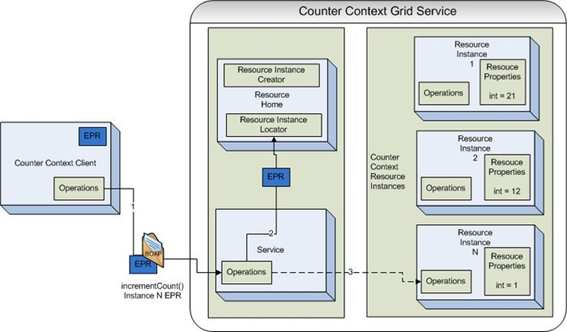 Counter Context Grid Service
Resource Instance
Creator
Resource
Home
Resource Instance
Locator
EPR
Service
Operations
2
EPR
Counter Context Client
Operations
1
SOAP
EPR
incrementCount()
Instance N EPR
3
Counter
Context
Resource
Instances
Resource
Instance
1
Resouce
Properties
int = 21
Operations
Resource
Instance
2
Resouce
Properties
int = 12
Operations
Resource
Instance
N
Resouce
Properties
int = 1
Operations